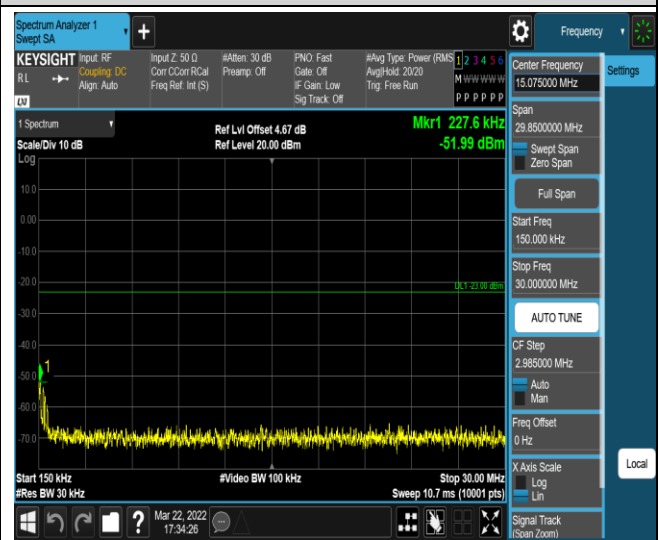 Spectrum Analyzer 1
Swept SA
+
Frequency
KEYSIGHT Input: RF
RL
Coupling: DC
Align: Auto
Input Z: 50 Ω
Corr CCorr RCal
Freq Ref: Int (S)
#Atten: 30 dB
Preamp: Off
PNO: Fast
Gate: Off
IF Gain: Low
Sig Track: Off
#Avg Type: Power (RMS
Avg|Hold: 20/20
Trig: Free Run
1 2 3 4 5 6
M W W W W W
P P P P P P
LXI
1 Spectrum
Scale/Div 10 dB
Log
Ref Lvl Offset 4.67 dB
Ref Level 20.00 dBm
Mkr1 227.6 kHz
-51.99 dBm
10.0
0.00
-10.0
-20.0
DL1 -23.00 dBm
-30.0
-40.0
1
-50.0
-60.0
-70.0
Start 150 kHz
#Res BW 30 kHz
#Video BW 100 kHz
Stop 30.00 MHz
Sweep 10.7 ms (10001 pts)
?
Mar 22, 2022
17:34:26
Center Frequency
15.075000 MHz
Span
29.8500000 MHz
Swept Span
Zero Span
Full Span
Start Freq
150.000 kHz
Stop Freq
30.000000 MHz
AUTO TUNE
CF Step
2.985000 MHz
Auto
Man
Freq Offset
0 Hz
X Axis Scale
Log
Lin
Signal Track
(Span Zoom)
Settings
Local